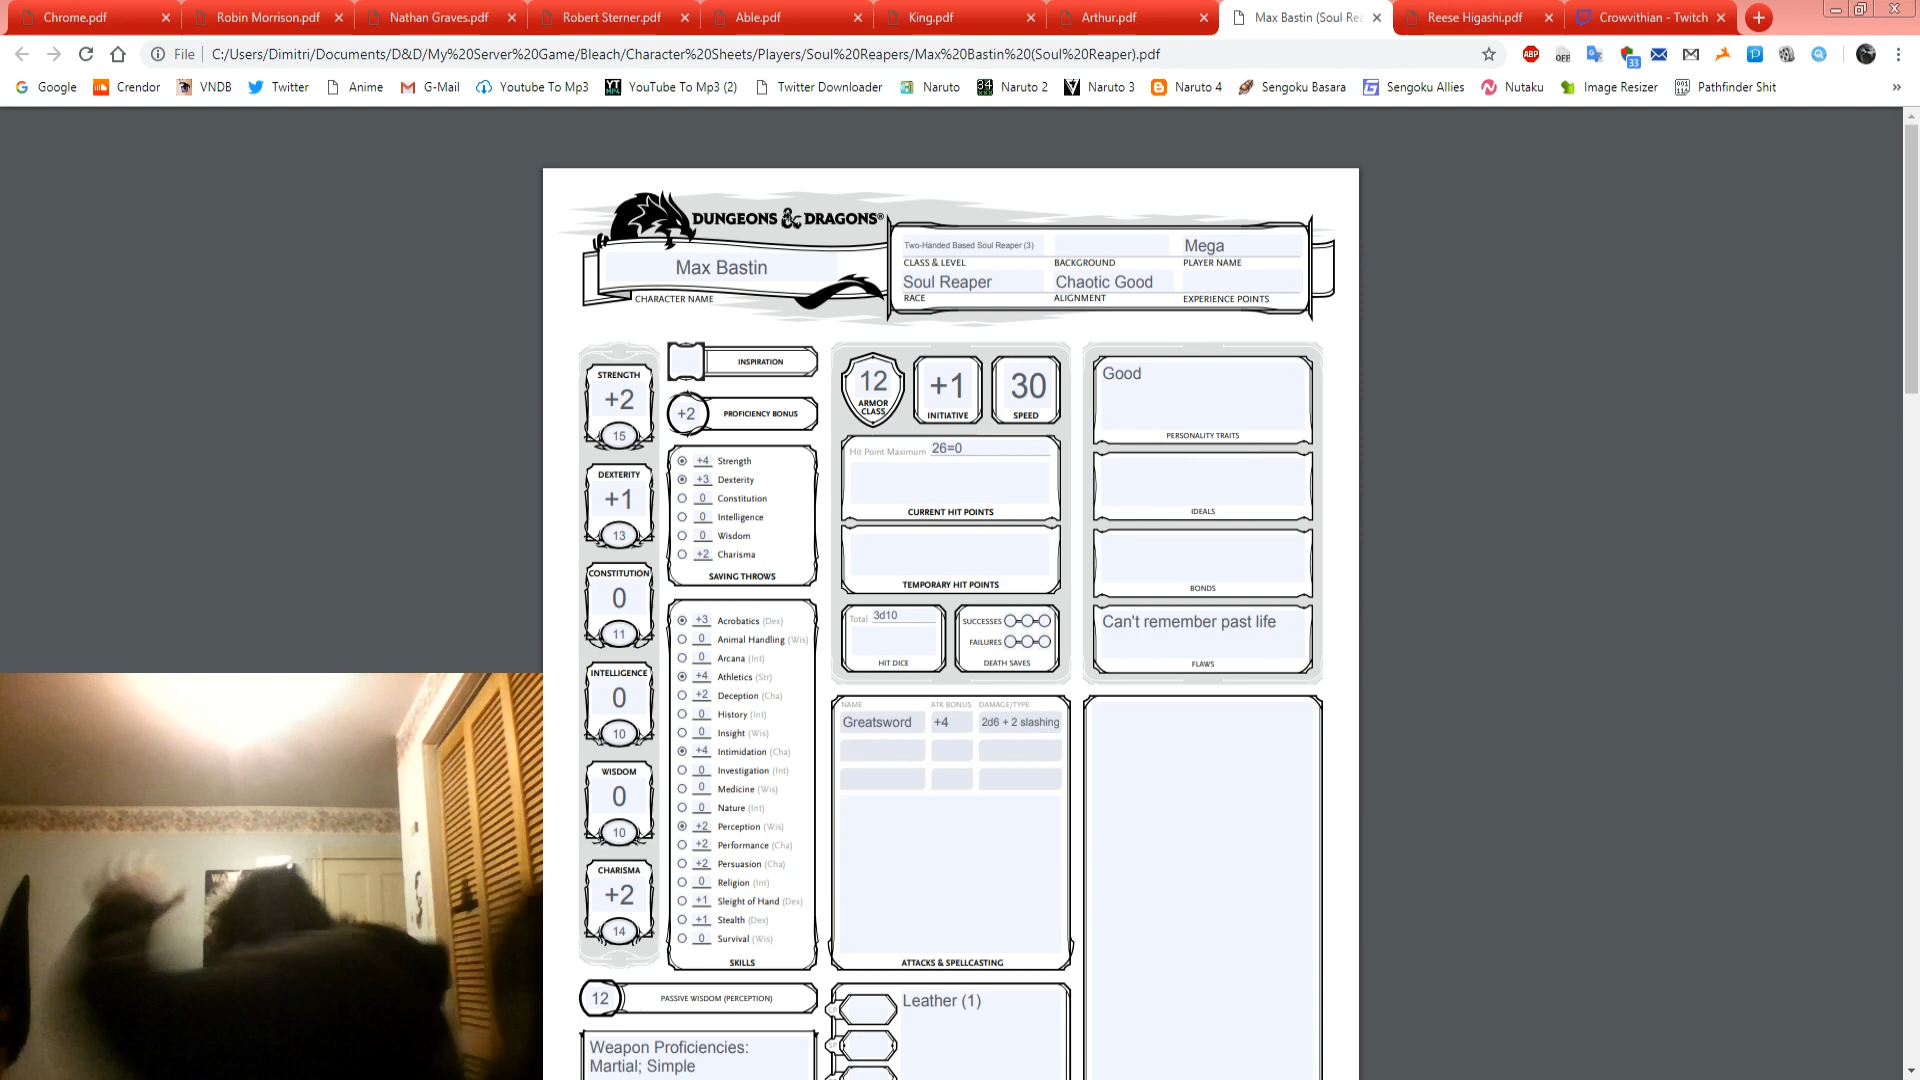 Chrome.pdf
Robin Morrison.pdf
Nathan Graves.pdf
Robert Sterner.pdf
Able.pdf
King.pdf
Arthur.pdf
Max Bastin (Soul Rea
Reese Higashi.pdf
Crowvithian - Twitch
File C:/Users/Dimitri/Documents/D&D/My%20Server%20Game/Bleach/Character%20Sheets/Players/Soul%20Reapers/Max%20Bastin%20(Soul%20Reaper).pdf
ABP
OFF
33
Google
Crendor
VNDB
Twitter
Anime
G-Mail
Youtube To Mp3
YouTube To Mp3 (2)
Twitter Downloader
Naruto
Naruto 2
Naruto 3
Naruto 4
Sengoku Basara
Sengoku Allies
Nutaku
Image Resizer
Pathfinder Shit
DUNGEONS & DRAGONS®
Max Bastin
CHARACTER NAME
Two-Handed Based Soul Reaper (3)
Mega
CLASS & LEVEL
BACKGROUND
PLAYER NAME
Soul Reaper
Chaotic Good
RACE
ALIGNMENT
EXPERIENCE POINTS
STRENGTH
+2
15
DEXTERITY
+1
13
CONSTITUTION
0
11
INTELLIGENCE
0
10
WISDOM
0
10
CHARISMA
+2
14
INSPIRATION
+2 PROFICIENCY BONUS
+4 Strength
+3 Dexterity
0 Constitution
0 Intelligence
0 Wisdom
+2 Charisma
SAVING THROWS
+3 Acrobatics (Dex)
0 Animal Handling (Wis)
0 Arcana (Int)
+4 Athletics (Str)
+2 Deception (Cha)
0 History (Int)
0 Insight (Wis)
+4 Intimidation (Cha)
0 Investigation (Int)
0 Medicine (Wis)
0 Nature (Int)
+2 Perception (Wis)
+2 Performance (Cha)
+2 Persuasion (Cha)
0 Religion (Int)
+1 Sleight of Hand (Dex)
+1 Stealth (Dex)
0 Survival (Wis)
SKILLS
12 PASSIVE WISDOM (PERCEPTION)
Weapon Proficiencies:
Martial; Simple
12
ARMOR
CLASS
+1
INITIATIVE
30
SPEED
Hit Point Maximum 26=0
CURRENT HIT POINTS
TEMPORARY HIT POINTS
Total 3d10
HIT DICE
SUCCESSES
FAILURES
DEATH SAVES
NAME ATK BONUS DAMAGE/TYPE
Greatsword +4 2d6 + 2 slashing
ATTACKS & SPELLCASTING
CP
SP
Leather (1)
Good
PERSONALITY TRAITS
IDEALS
BONDS
Can't remember past life
FLAWS